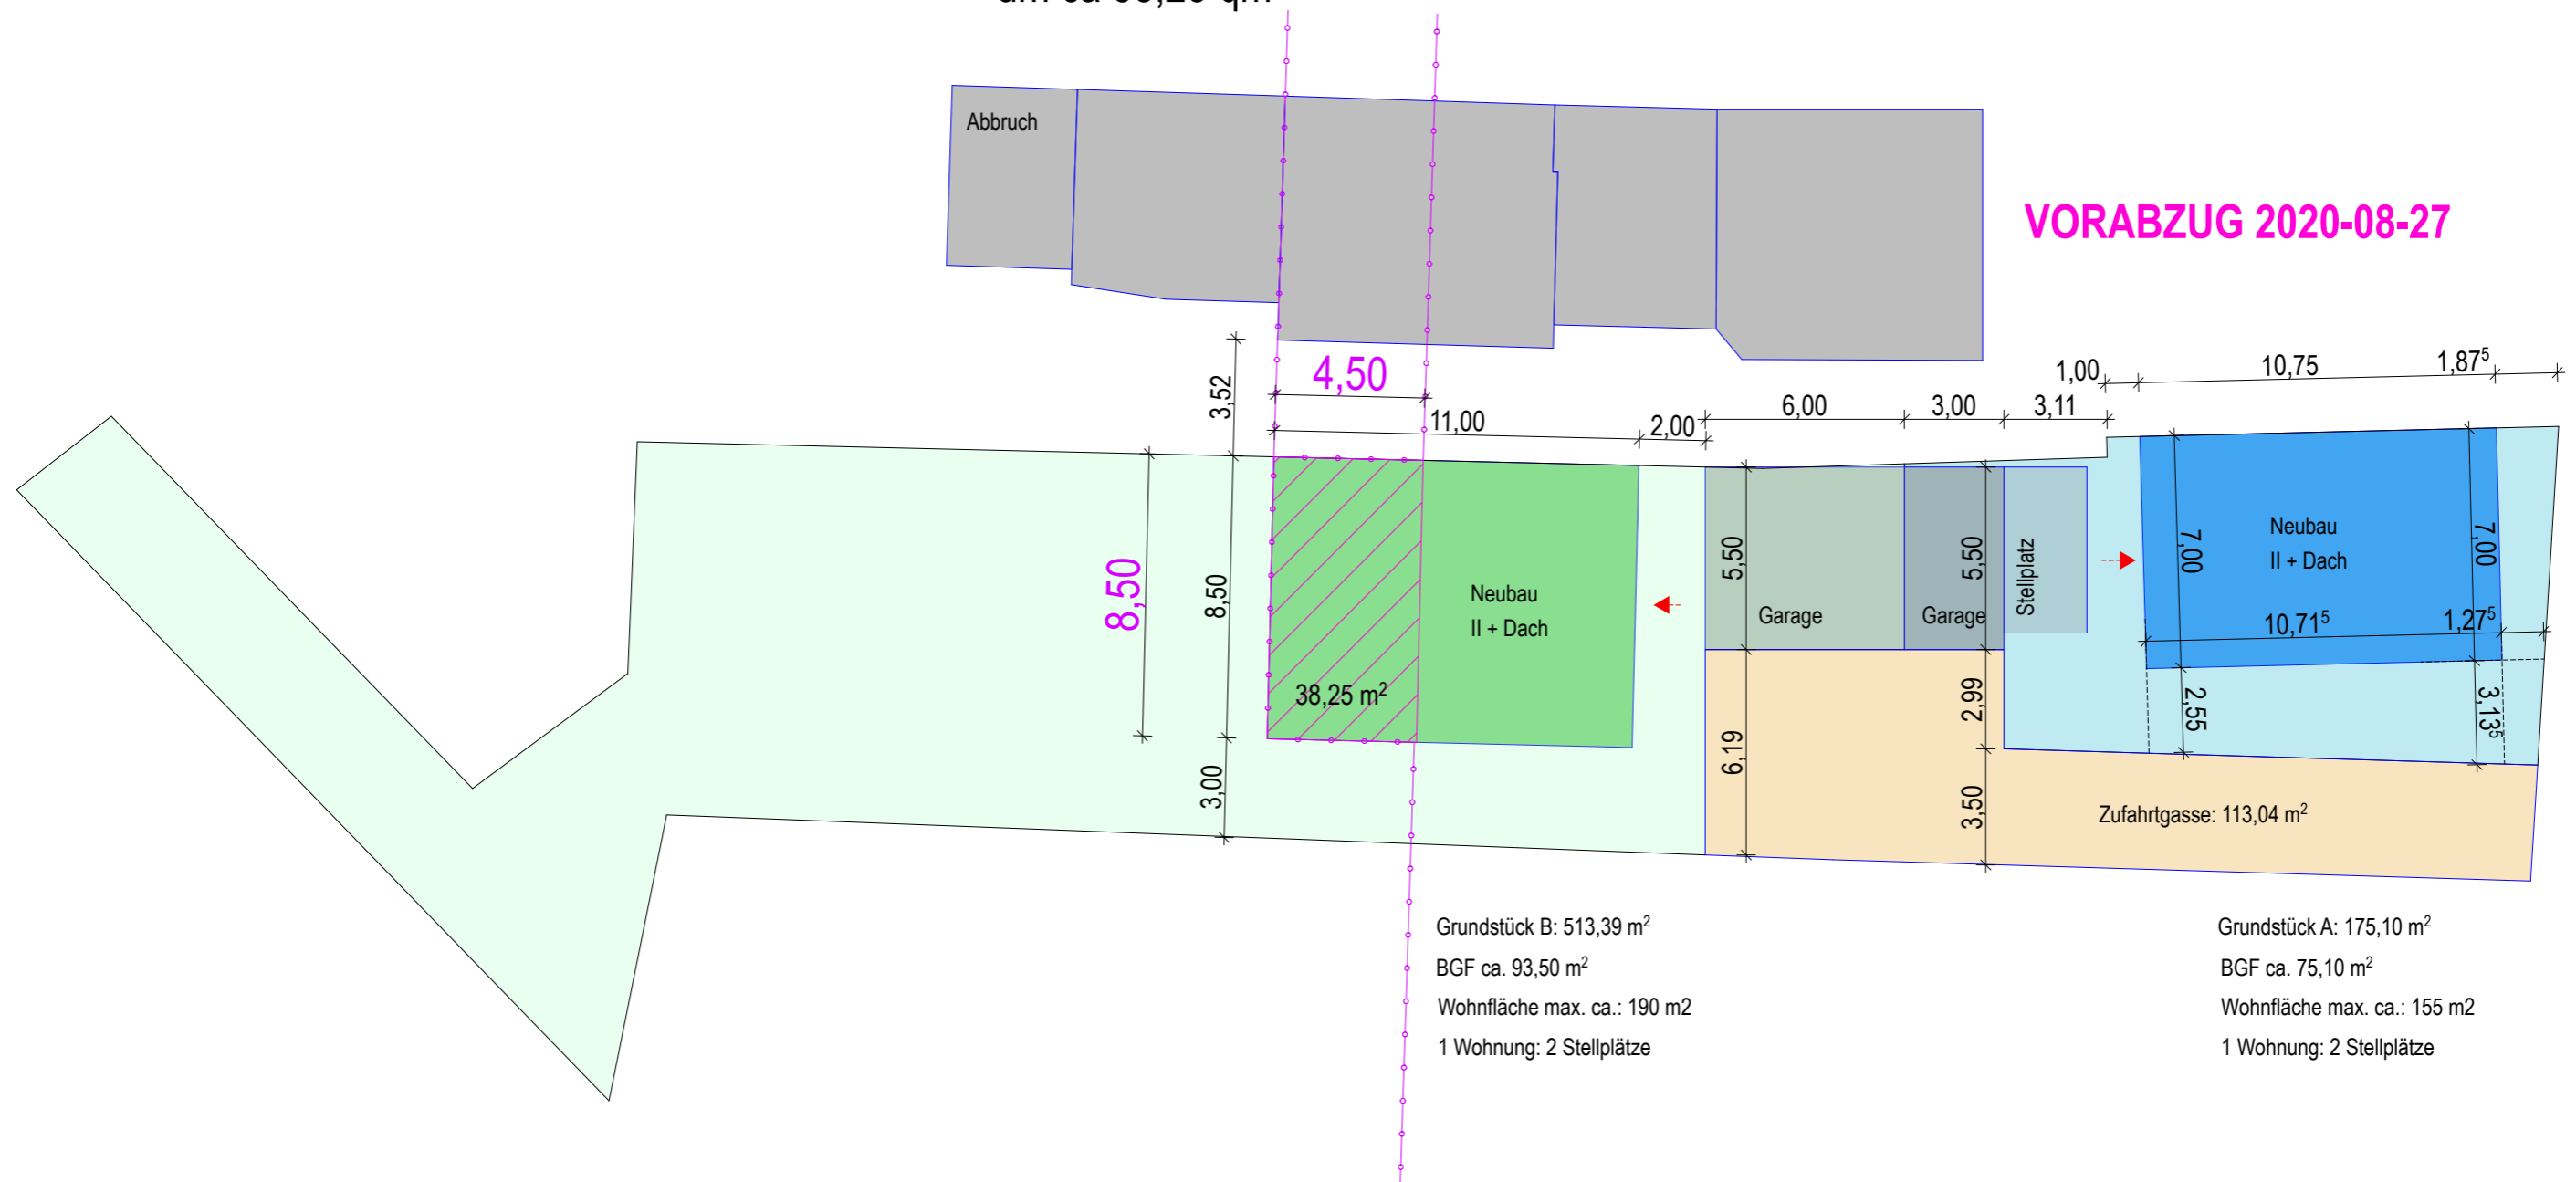 Abbruch
VORABZUG 2020-08-27
3,52
4,50
11,00
2,00
6,00
3,00
3,11
1,00
10,75
1,87⁵
8,50
8,50
3,00
38,25 m²
Neubau
II + Dach
5,50
Garage
6,19
5,50
Garage
2,99
3,50
Stellplatz
7,00
Neubau
II + Dach
7,00
10,71⁵
1,27⁵
2,55
3,13⁵
Zufahrtgasse: 113,04 m²
Grundstück B: 513,39 m²
BGF ca. 93,50 m²
Wohnfläche max. ca.: 190 m2
1 Wohnung: 2 Stellplätze
Grundstück A: 175,10 m²
BGF ca. 75,10 m²
Wohnfläche max. ca.: 155 m2
1 Wohnung: 2 Stellplätze